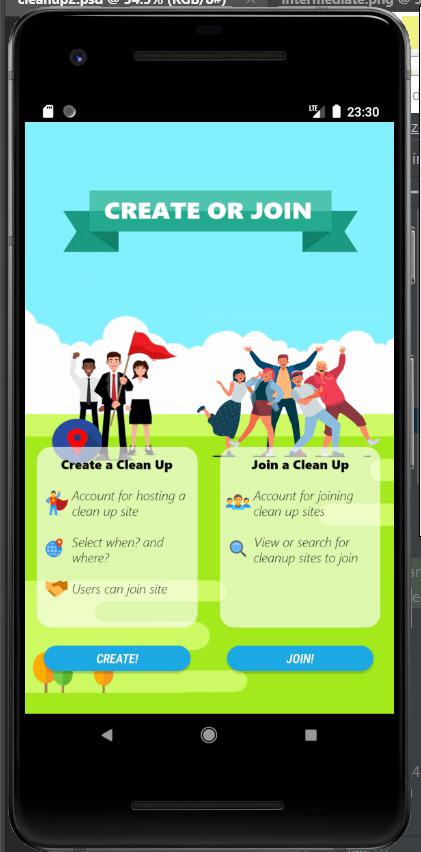 cleanup2.psd @ 34.5% (RGB/8#)
intermediate.png @
LTE 23:30
CREATE OR JOIN
Create a Clean Up
Account for hosting a
clean up site
Select when? and
where?
Users can join site
CREATE!
Join a Clean Up
Account for joining
clean up sites
View or search for
cleanup sites to join
JOIN!